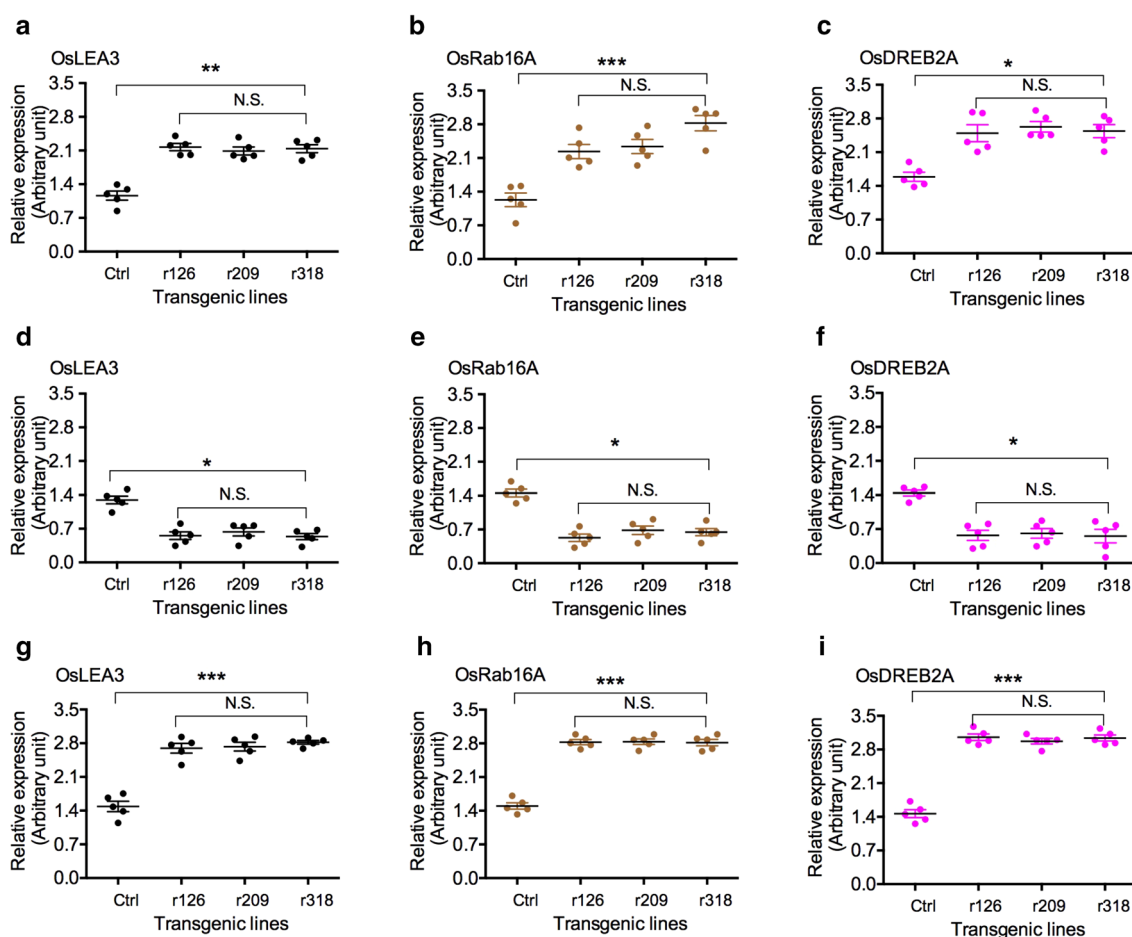 a
OsLEA3
**
N.S.
Relative expression
(Arbitrary unit)
3.5
2.8
2.1
1.4
0.7
0.0
Ctrl r126 r209 r318
Transgenic lines
b
OsRab16A
***
N.S.
Relative expression
(Arbitrary unit)
3.5
2.8
2.1
1.4
0.7
0.0
Ctrl r126 r209 r318
Transgenic lines
c
OsDREB2A
*
N.S.
Relative expression
(Arbitrary unit)
3.5
2.8
2.1
1.4
0.7
0.0
Ctrl r126 r209 r318
Transgenic lines
d
OsLEA3
*
N.S.
Relative expression
(Arbitrary unit)
3.5
2.8
2.1
1.4
0.7
0.0
Ctrl r126 r209 r318
Transgenic lines
e
OsRab16A
*
N.S.
Relative expression
(Arbitrary unit)
3.5
2.8
2.1
1.4
0.7
0.0
Ctrl r126 r209 r318
Transgenic lines
f
OsDREB2A
*
N.S.
Relative expression
(Arbitrary unit)
3.5
2.8
2.1
1.4
0.7
0.0
Ctrl r126 r209 r318
Transgenic lines
g
OsLEA3
***
N.S.
Relative expression
(Arbitrary unit)
3.5
2.8
2.1
1.4
0.7
0.0
Ctrl r126 r209 r318
Transgenic lines
h
OsRab16A
***
N.S.
Relative expression
(Arbitrary unit)
3.5
2.8
2.1
1.4
0.7
0.0
Ctrl r126 r209 r318
Transgenic lines
i
OsDREB2A
***
N.S.
Relative expression
(Arbitrary unit)
3.5
2.8
2.1
1.4
0.7
0.0
Ctrl r126 r209 r318
Transgenic lines